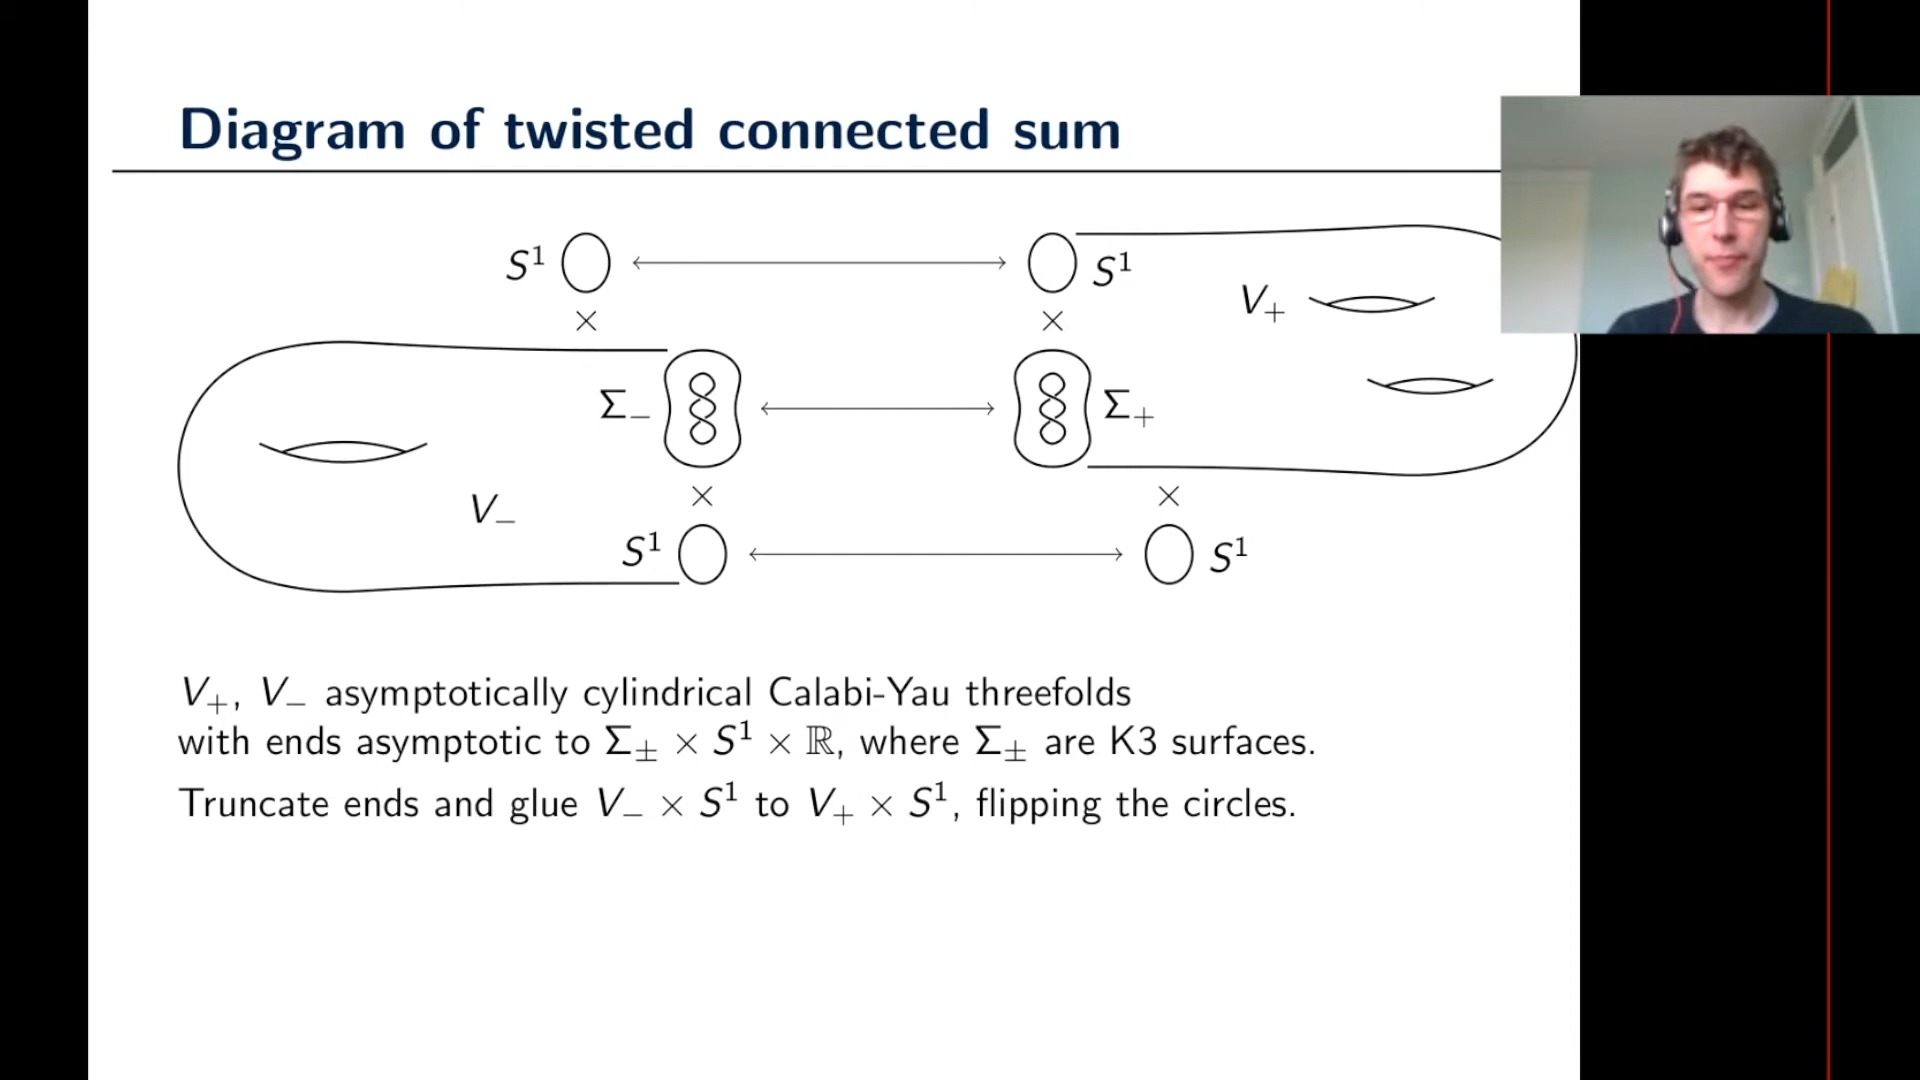 Diagram of twisted connected sum
S¹ S¹
× ×
V₊
Σ₋ Σ₊
V₋ × ×
S¹ S¹
V₊, V₋ asymptotically cylindrical Calabi-Yau threefolds
with ends asymptotic to Σ± × S¹ × ℝ, where Σ± are K3 surfaces.
Truncate ends and glue V₋ × S¹ to V₊ × S¹, flipping the circles.